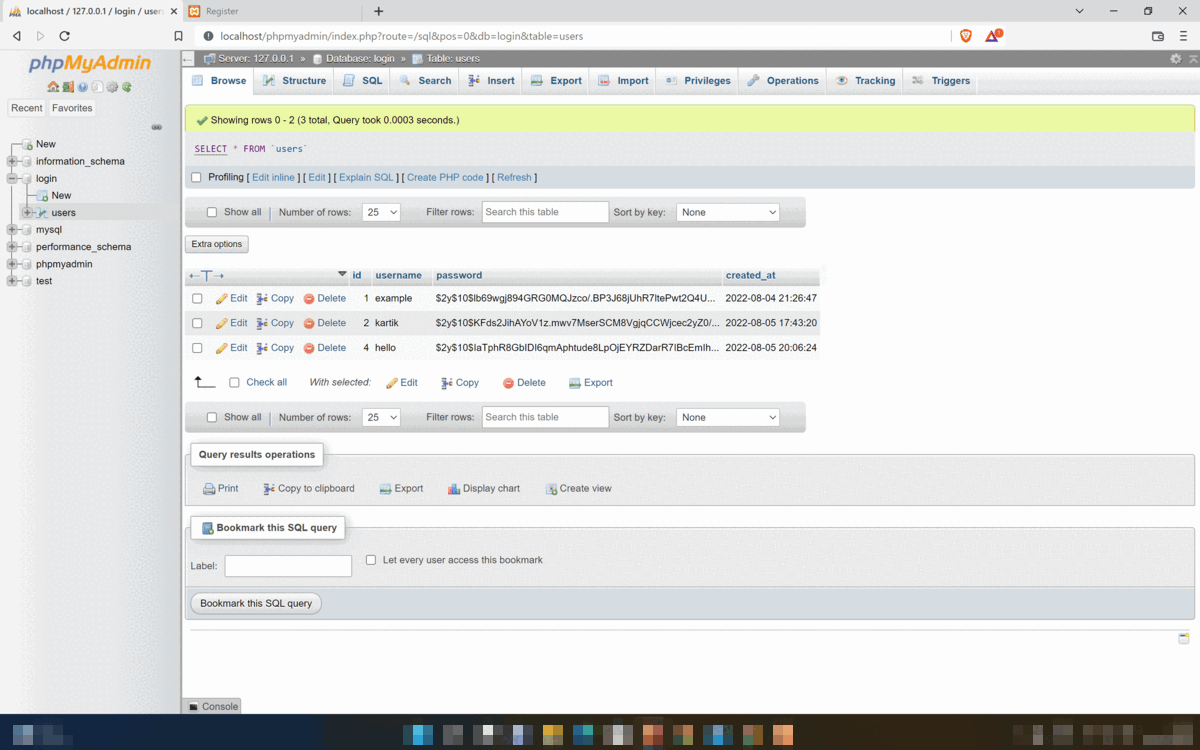 localhost / 127.0.0.1 / login / users
Register
localhost/phpmyadmin/index.php?route=/sql&pos=0&db=login&table=users
phpMyAdmin
Server: 127.0.0.1 » Database: login » Table: users
Browse Structure SQL Search Insert Export Import Privileges Operations Tracking Triggers
Recent Favorites
New
information_schema
login
New
users
mysql
performance_schema
phpmyadmin
test
Showing rows 0 - 2 (3 total, Query took 0.0003 seconds.)
SELECT * FROM `users`
Profiling [ Edit inline ] [ Edit ] [ Explain SQL ] [ Create PHP code ] [ Refresh ]
Show all Number of rows: 25 Filter rows: Search this table Sort by key: None
Extra options
id username password created_at
Edit Copy Delete 1 example $2y$10$lb69wgj894GRG0MQJzco/.BP3J68jUhR7ltePwt2Q4U... 2022-08-04 21:26:47
Edit Copy Delete 2 kartik $2y$10$KFds2JihAYoV1z.mwv7MserSCM8VgjqCCWjcec2yZ0/... 2022-08-05 17:43:20
Edit Copy Delete 4 hello $2y$10$IaTphR8GbIDI6qmAphtude8LpOjEYRZDarR7lBcEmIh... 2022-08-05 20:06:24
Check all With selected: Edit Copy Delete Export
Show all Number of rows: 25 Filter rows: Search this table Sort by key: None
Query results operations
Print Copy to clipboard Export Display chart Create view
Bookmark this SQL query
Label: Let every user access this bookmark
Bookmark this SQL query
Console